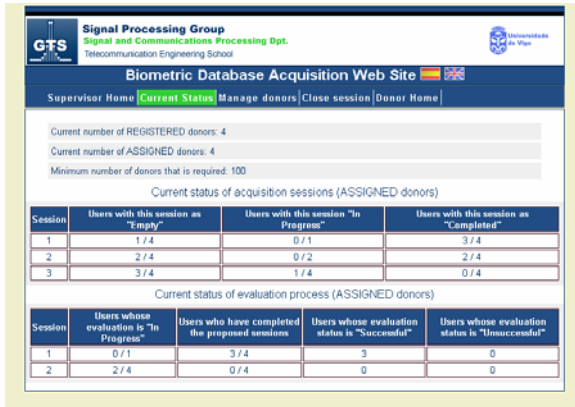 GTS
Signal Processing Group
Signal and Communications Processing Dpt.
Telecommunication Engineering School
Universidade
de Vigo
Biometric Database Acquisition Web Site
Supervisor Home Current Status Manage donors Close session Donor Home
Current number of REGISTERED donors: 4
Current number of ASSIGNED donors: 4
Minimum number of donors that is required: 100
Current status of acquisition sessions (ASSIGNED donors)
Session Users with this session as "Empty" Users with this session "In Progress" Users with this session as "Completed"
1 1 / 4 0 / 1 3 / 4
2 2 / 4 0 / 2 2 / 4
3 3 / 4 1 / 4 0 / 4
Current status of evaluation process (ASSIGNED donors)
Session Users whose evaluation is "In Progress" Users who have completed the proposed sessions Users whose evaluation status is "Successful" Users whose evaluation status is "Unsuccessful"
1 0 / 1 3 / 4 3 0
2 2 / 4 0 / 4 0 0